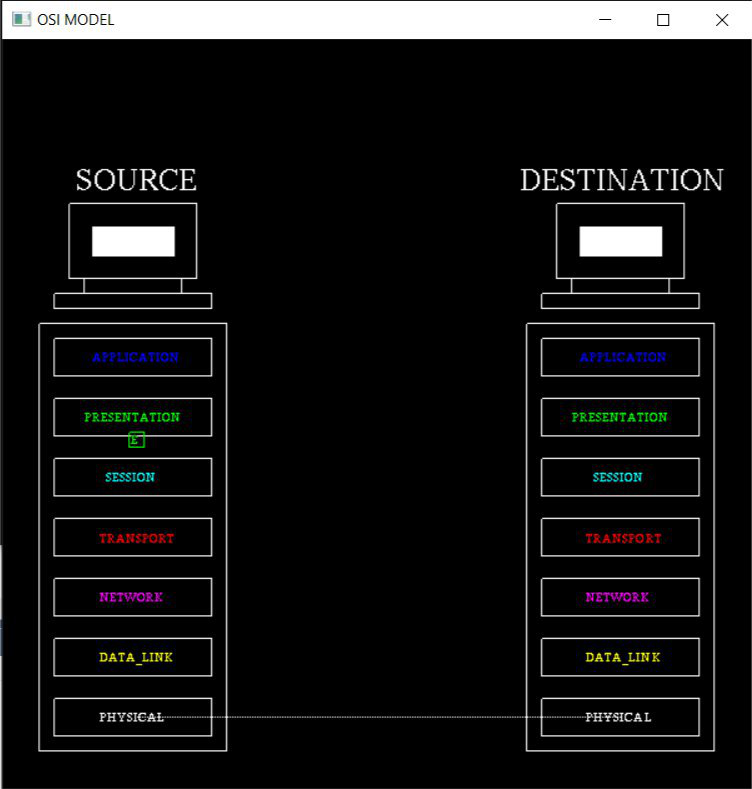 OSI MODEL
SOURCE
DESTINATION
APPLICATION
APPLICATION
PRESENTATION
PRESENTATION
E
SESSION
SESSION
TRANSPORT
TRANSPORT
NETWORK
NETWORK
DATA_LINK
DATA_LINK
PHYSICAL
PHYSICAL